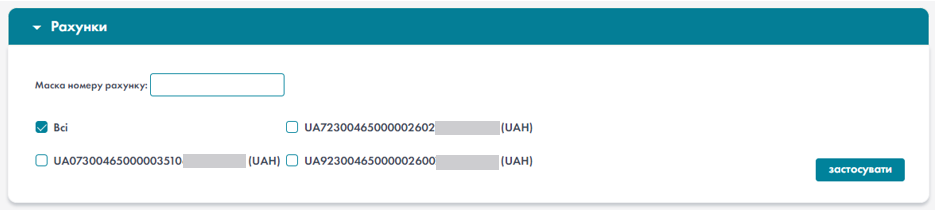 Рахунки
Маска номеру рахунку:
Всі UA72300465000002602 (UAH)
UA07300465000003510 (UAH) UA92300465000002600 (UAH)
застосувати